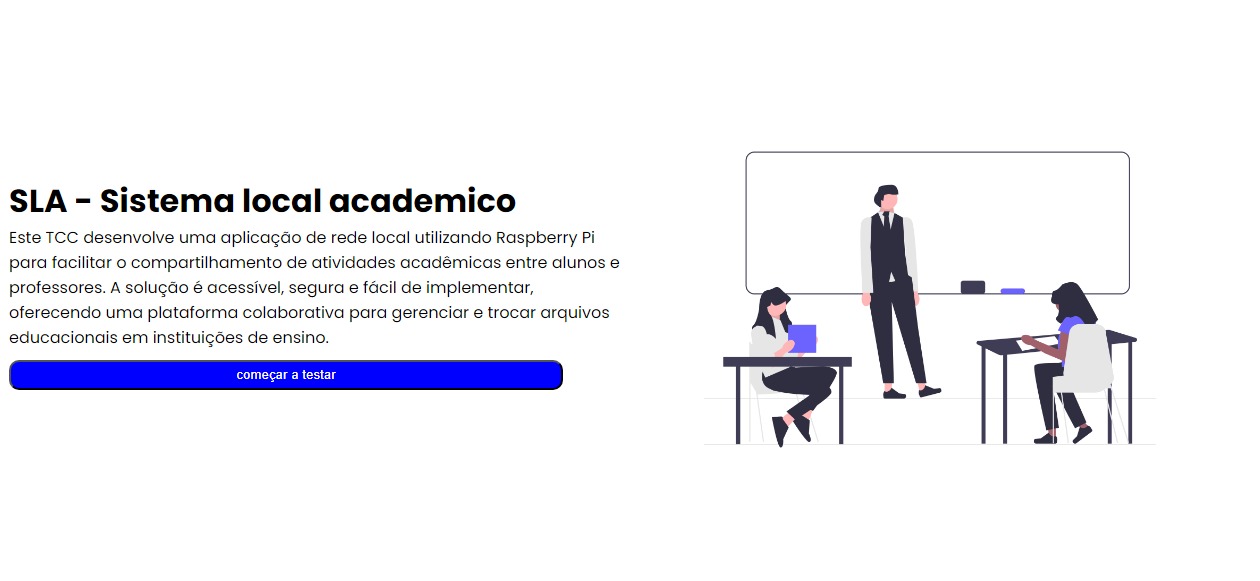 SLA - Sistema local academico
Este TCC desenvolve uma aplicação de rede local utilizando Raspberry Pi
para facilitar o compartilhamento de atividades acadêmicas entre alunos e
professores. A solução é acessível, segura e fácil de implementar,
oferecendo uma plataforma colaborativa para gerenciar e trocar arquivos
educacionais em instituições de ensino.
começar a testar